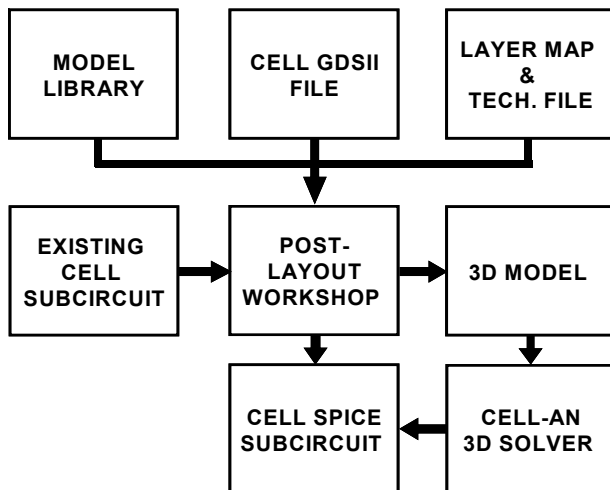 MODEL
LIBRARY
CELL GDSII
FILE
LAYER MAP
&
TECH. FILE
EXISTING
CELL
SUBCIRCUIT
POST-
LAYOUT
WORKSHOP
3D MODEL
CELL SPICE
SUBCIRCUIT
CELL-AN
3D SOLVER